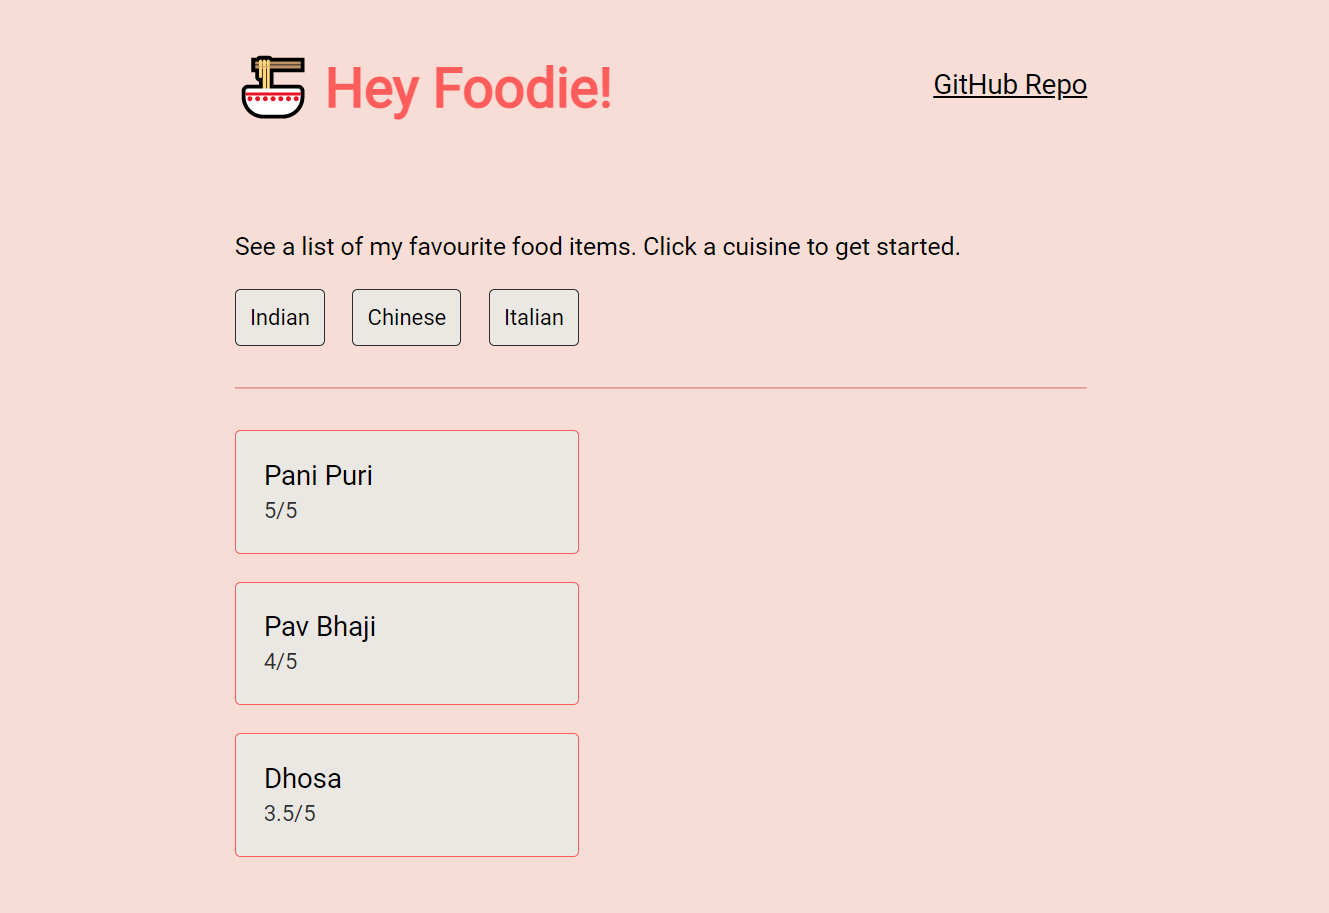 Hey Foodie!
GitHub Repo
See a list of my favourite food items. Click a cuisine to get started.
Indian
Chinese
Italian
Pani Puri
5/5
Pav Bhaji
4/5
Dhosa
3.5/5